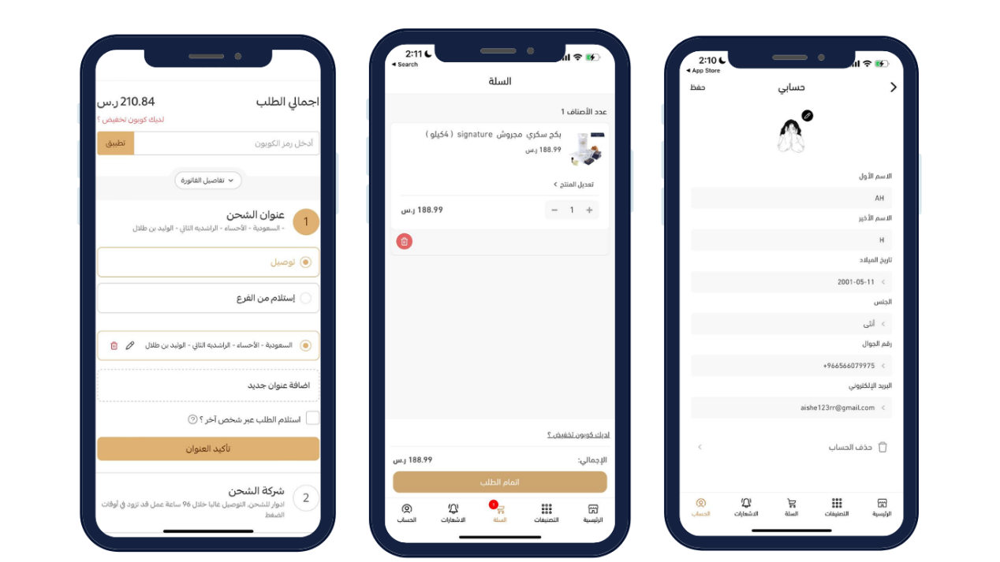 اجمالي الطلب 210.84 ر.س
لديك كوبون تخفيض ؟
أدخل رمز الكوبون تطبيق
تفاصيل الفاتورة
1 عنوان الشحن
- السعودية - الأحساء - الراشديه الثاني - الوليد بن طلال
توصيل
إستلام من الفرع
السعودية - الأحساء - الراشديه الثاني - الوليد بن طلال
اضافة عنوان جديد
استلام الطلب عبر شخص آخر ؟
تأكيد العنوان
2 شركة الشحن
ادوار للشحن. التوصيل غالبا خلال 96 ساعة عمل قد تزود في أوقات
الضغط
2:11
Search
السلة
عدد الأصناف 1
بكج سكري مجروش signature ( 4كيلو )
188.99 ر.س
تعديل المنتج
+ 1 − 188.99 ر.س
لديك كوبون تخفيض ؟
الإجمالي: 188.99 ر.س
اتمام الطلب
1
الرئيسية التصنيفات السلة الاشعارات الحساب
2:10
App Store
حسابي حفظ
الاسم الأول
AH
الاسم الأخير
H
تاريخ الميلاد
2001-05-11
الجنس
أنثى
رقم الجوال
+966566079975
البريد الإلكتروني
aishe123rr@gmail.com
حذف الحساب
الرئيسية التصنيفات السلة الاشعارات الحساب